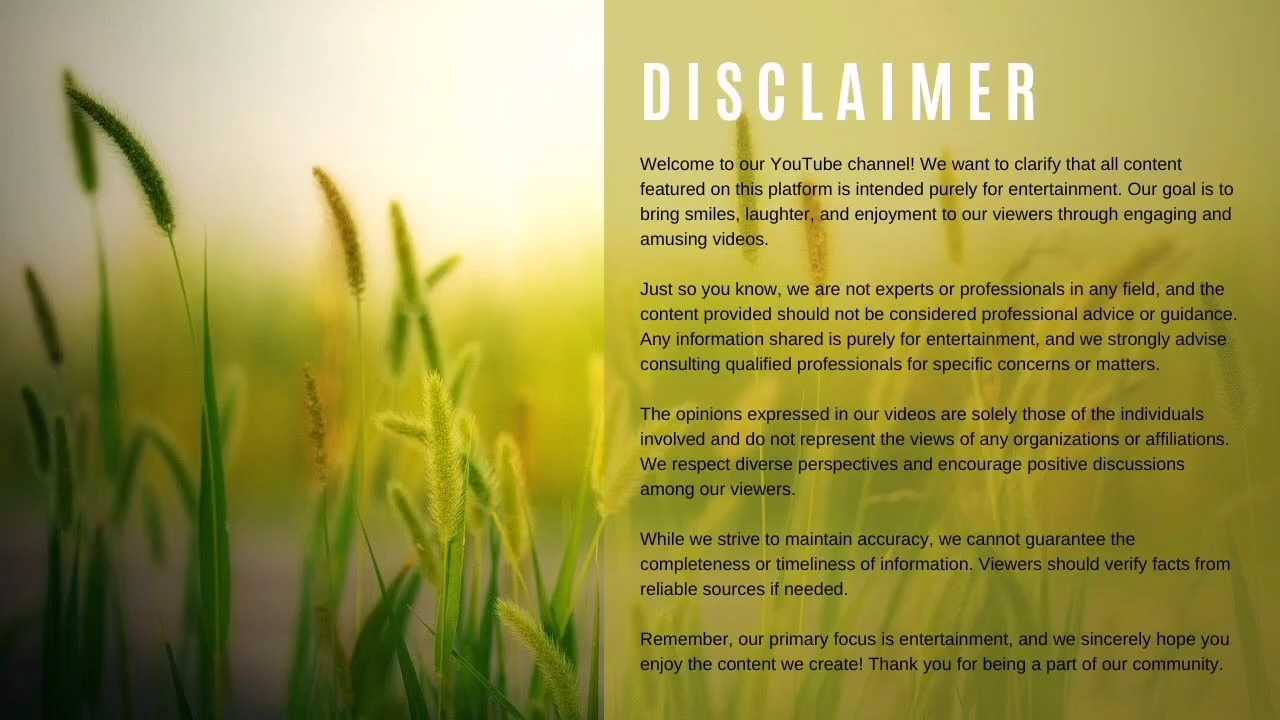 DISCLAIMER
Welcome to our YouTube channel! We want to clarify that all content
featured on this platform is intended purely for entertainment. Our goal is to
bring smiles, laughter, and enjoyment to our viewers through engaging and
amusing videos.
Just so you know, we are not experts or professionals in any field, and the
content provided should not be considered professional advice or guidance.
Any information shared is purely for entertainment, and we strongly advise
consulting qualified professionals for specific concerns or matters.
The opinions expressed in our videos are solely those of the individuals
involved and do not represent the views of any organizations or affiliations.
We respect diverse perspectives and encourage positive discussions
among our viewers.
While we strive to maintain accuracy, we cannot guarantee the
completeness or timeliness of information. Viewers should verify facts from
reliable sources if needed.
Remember, our primary focus is entertainment, and we sincerely hope you
enjoy the content we create! Thank you for being a part of our community.